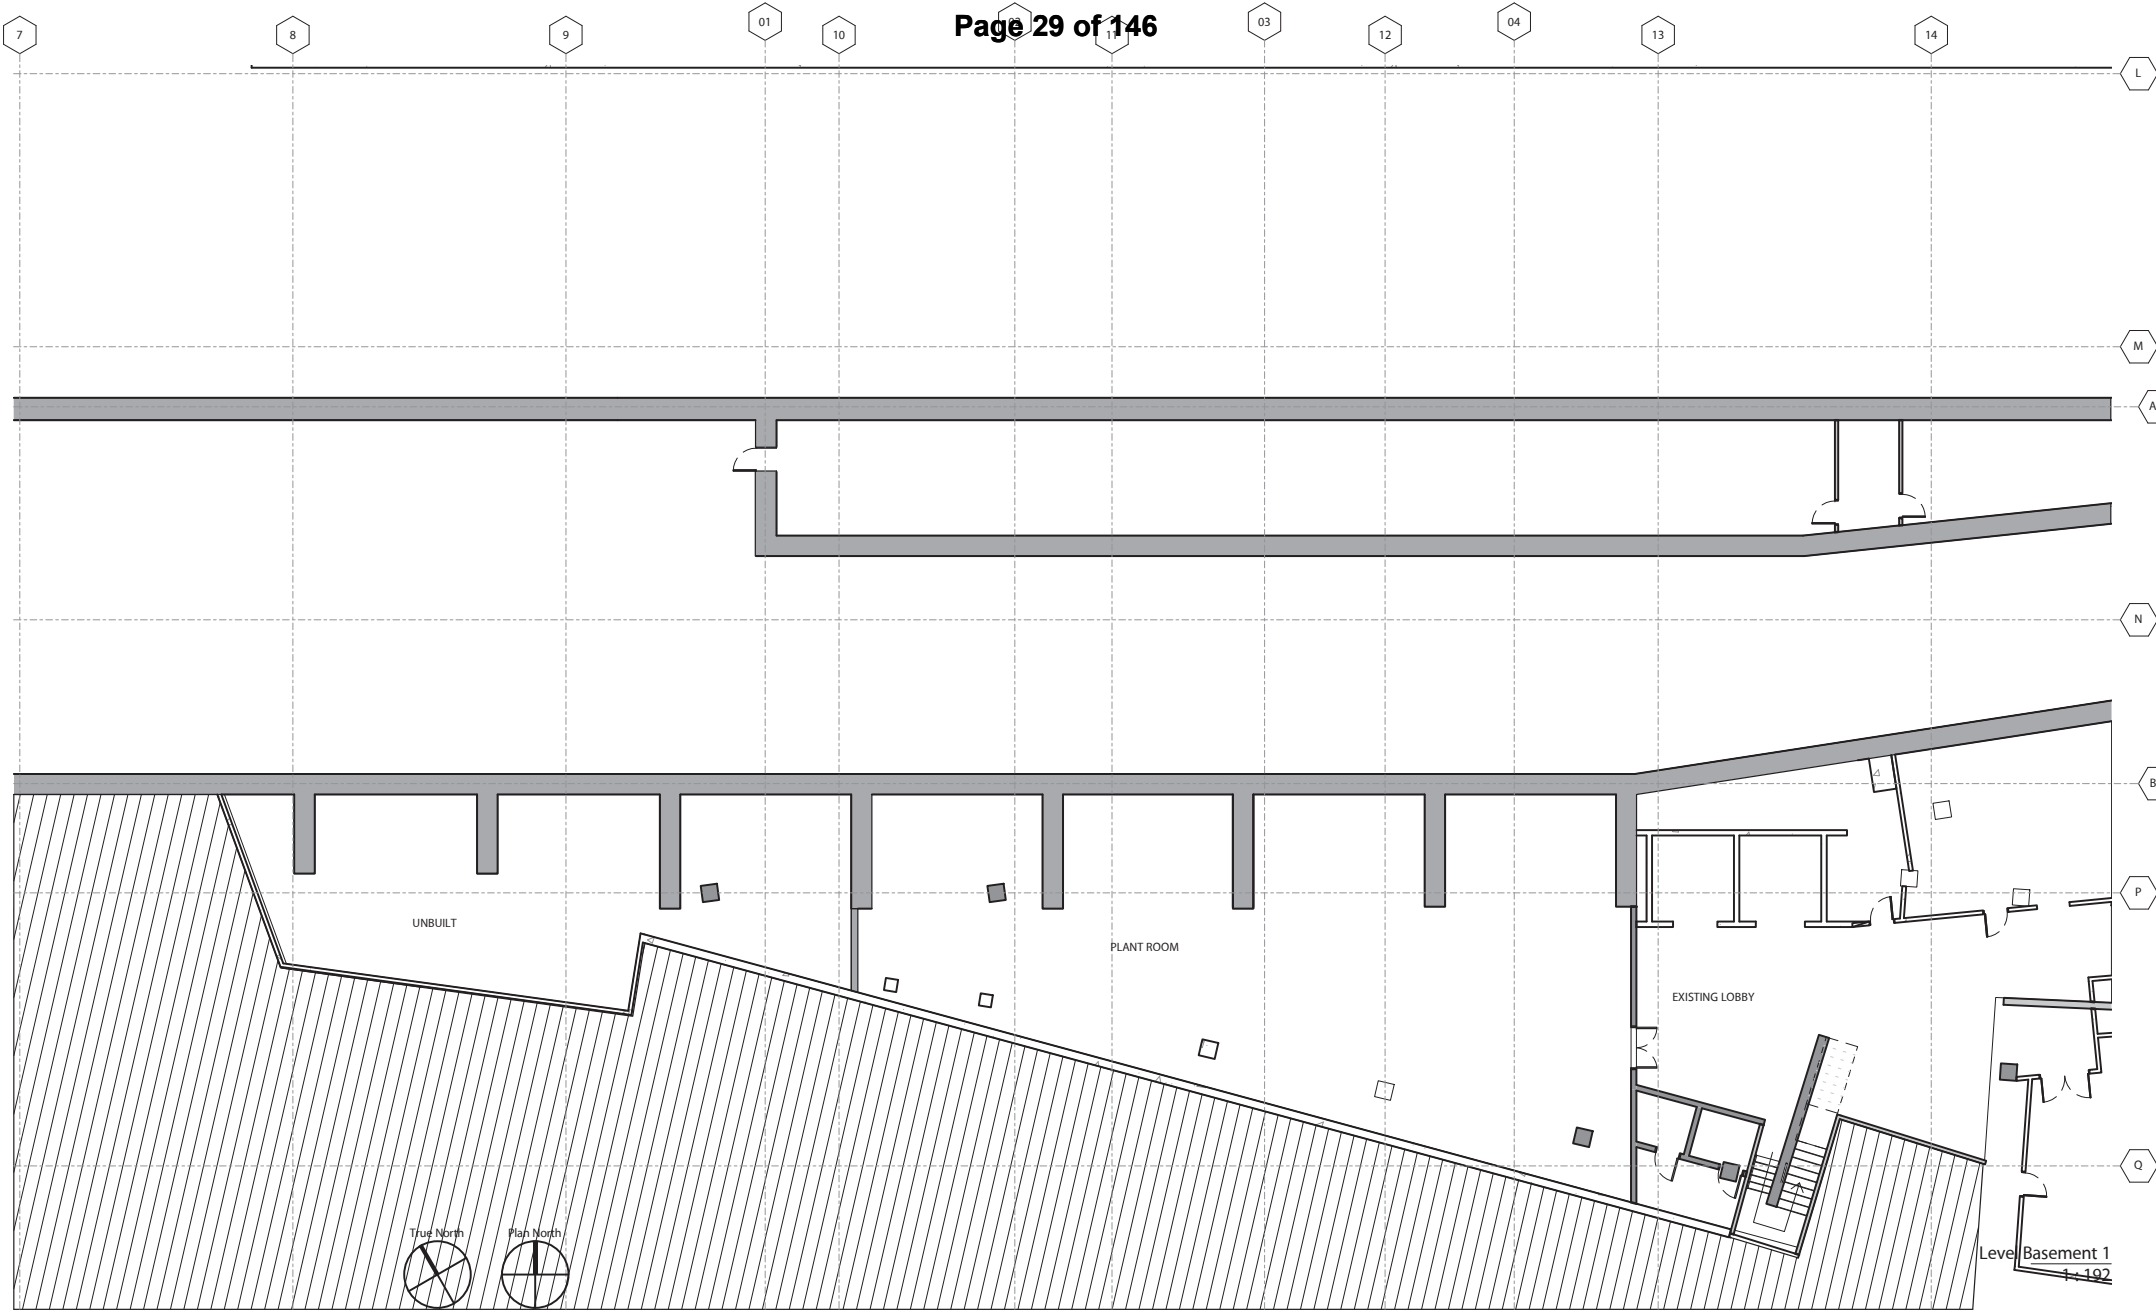 7
8
9
01
10
Page 29 of 146
03
12
04
13
14
L
M
A
N
B
P
UNBUILT
PLANT ROOM
EXISTING LOBBY
Q
True North
Plan North
Level Basement 1
1 : 192